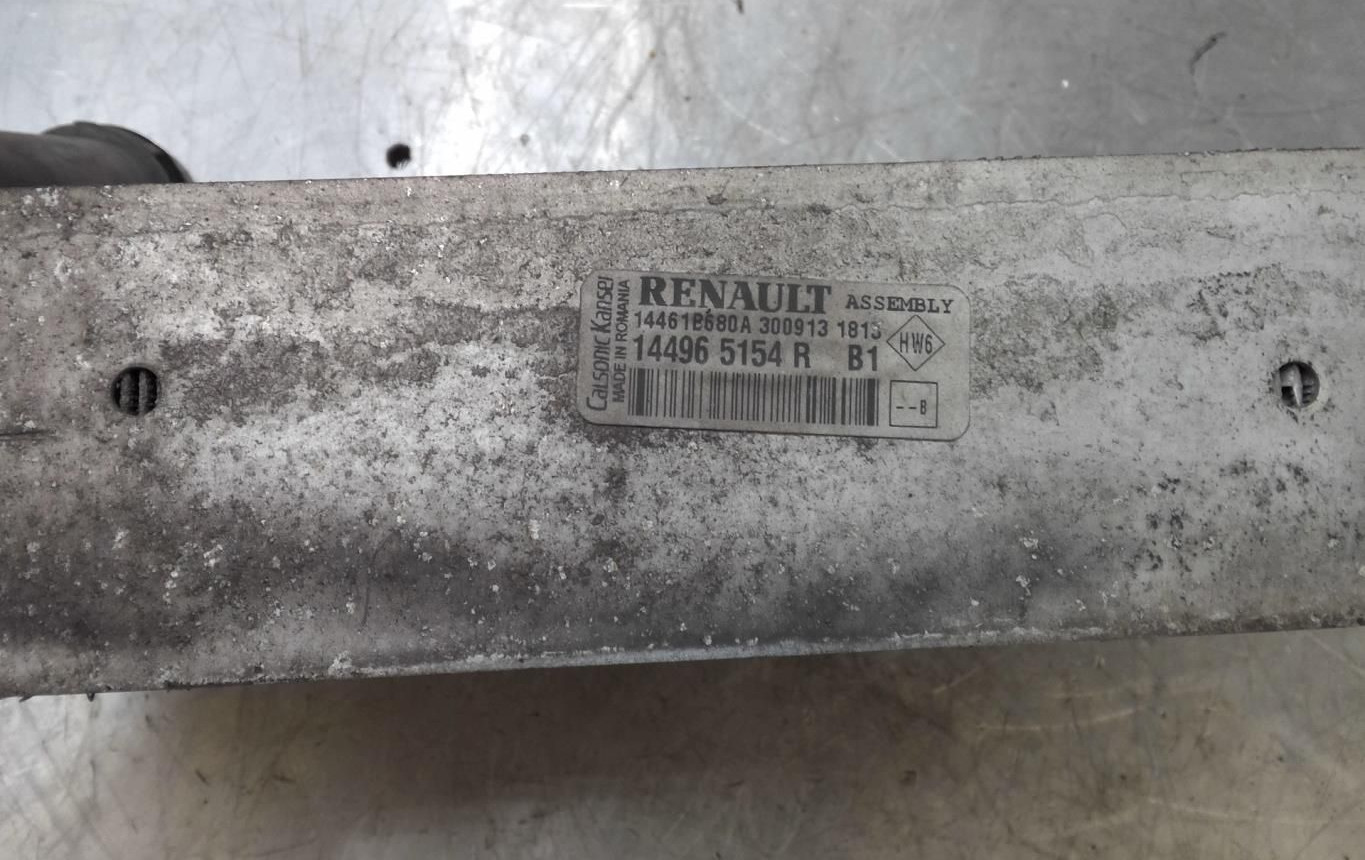 Calsonic Kansei
MADE IN ROMANIA
RENAULT ASSEMBLY
14461B680A 300913 1813
HW6
14496 5154 R B1
--B